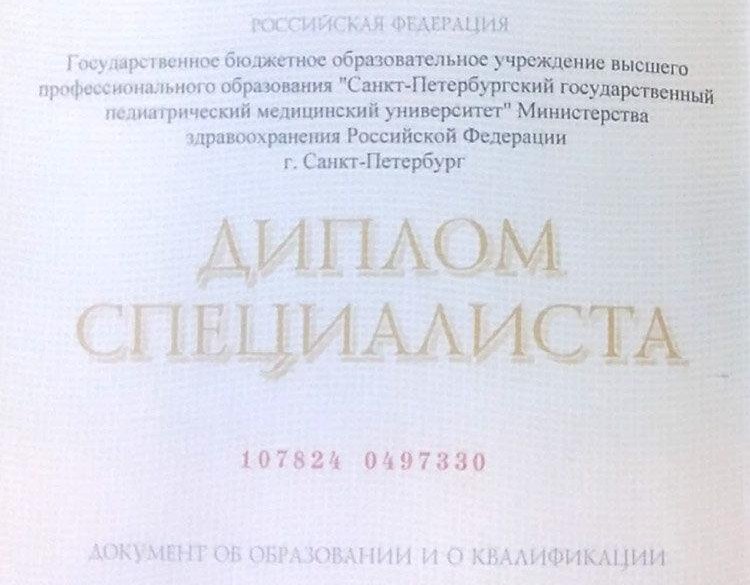 РОССИЙСКАЯ ФЕДЕРАЦИЯ
Государственное бюджетное образовательное учреждение высшего
профессионального образования "Санкт-Петербургский государственный
педиатрический медицинский университет" Министерства
здравоохранения Российской Федерации
г. Санкт-Петербург
ДИПЛОМ
СПЕЦИАЛИСТА
107824 0497330
ДОКУМЕНТ ОБ ОБРАЗОВАНИИ И О КВАЛИФИКАЦИИ